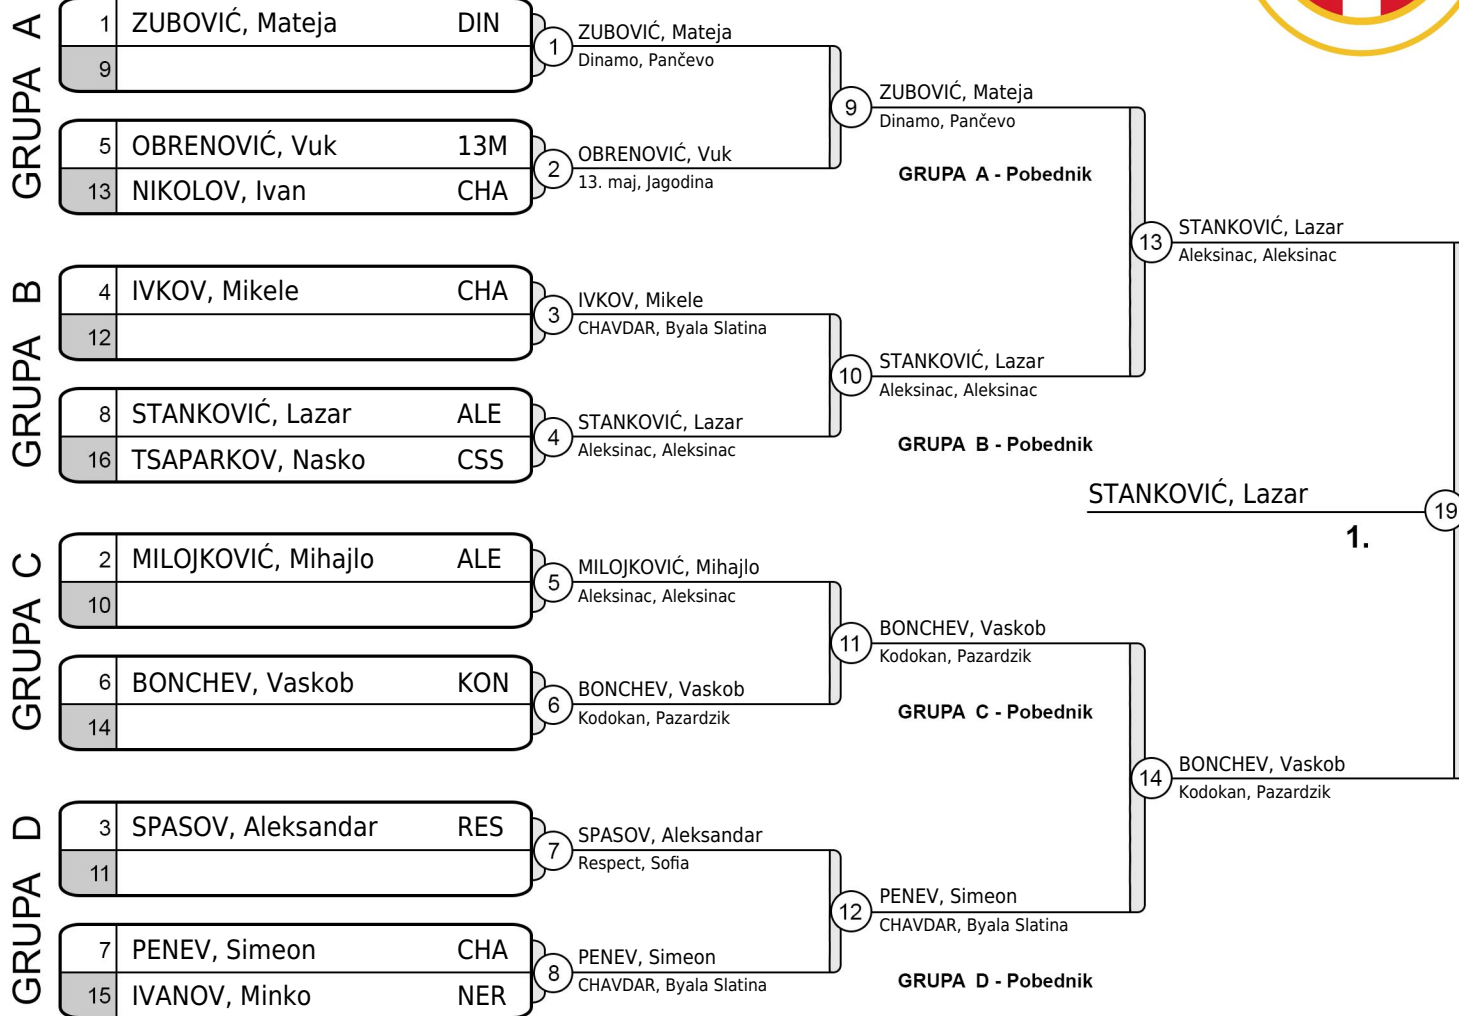 GRUPA A
1 ZUBOVIĆ, Mateja DIN
9
5 OBRENOVIĆ, Vuk 13M
13 NIKOLOV, Ivan CHA
1
ZUBOVIĆ, Mateja
Dinamo, Pančevo
2
OBRENOVIĆ, Vuk
13. maj, Jagodina
9
ZUBOVIĆ, Mateja
Dinamo, Pančevo
GRUPA A - Pobednik
GRUPA B
4 IVKOV, Mikele CHA
12
8 STANKOVIĆ, Lazar ALE
16 TSAPARKOV, Nasko CSS
3
IVKOV, Mikele
CHAVDAR, Byala Slatina
4
STANKOVIĆ, Lazar
Aleksinac, Aleksinac
10
STANKOVIĆ, Lazar
Aleksinac, Aleksinac
GRUPA B - Pobednik
13
STANKOVIĆ, Lazar
Aleksinac, Aleksinac
STANKOVIĆ, Lazar
19
1.
GRUPA C
2 MILOJKOVIĆ, Mihajlo ALE
10
6 BONCHEV, Vaskob KON
14
5
MILOJKOVIĆ, Mihajlo
Aleksinac, Aleksinac
6
BONCHEV, Vaskob
Kodokan, Pazardzik
11
BONCHEV, Vaskob
Kodokan, Pazardzik
GRUPA C - Pobednik
GRUPA D
3 SPASOV, Aleksandar RES
11
7 PENEV, Simeon CHA
15 IVANOV, Minko NER
7
SPASOV, Aleksandar
Respect, Sofia
8
PENEV, Simeon
CHAVDAR, Byala Slatina
12
PENEV, Simeon
CHAVDAR, Byala Slatina
GRUPA D - Pobednik
14
BONCHEV, Vaskob
Kodokan, Pazardzik